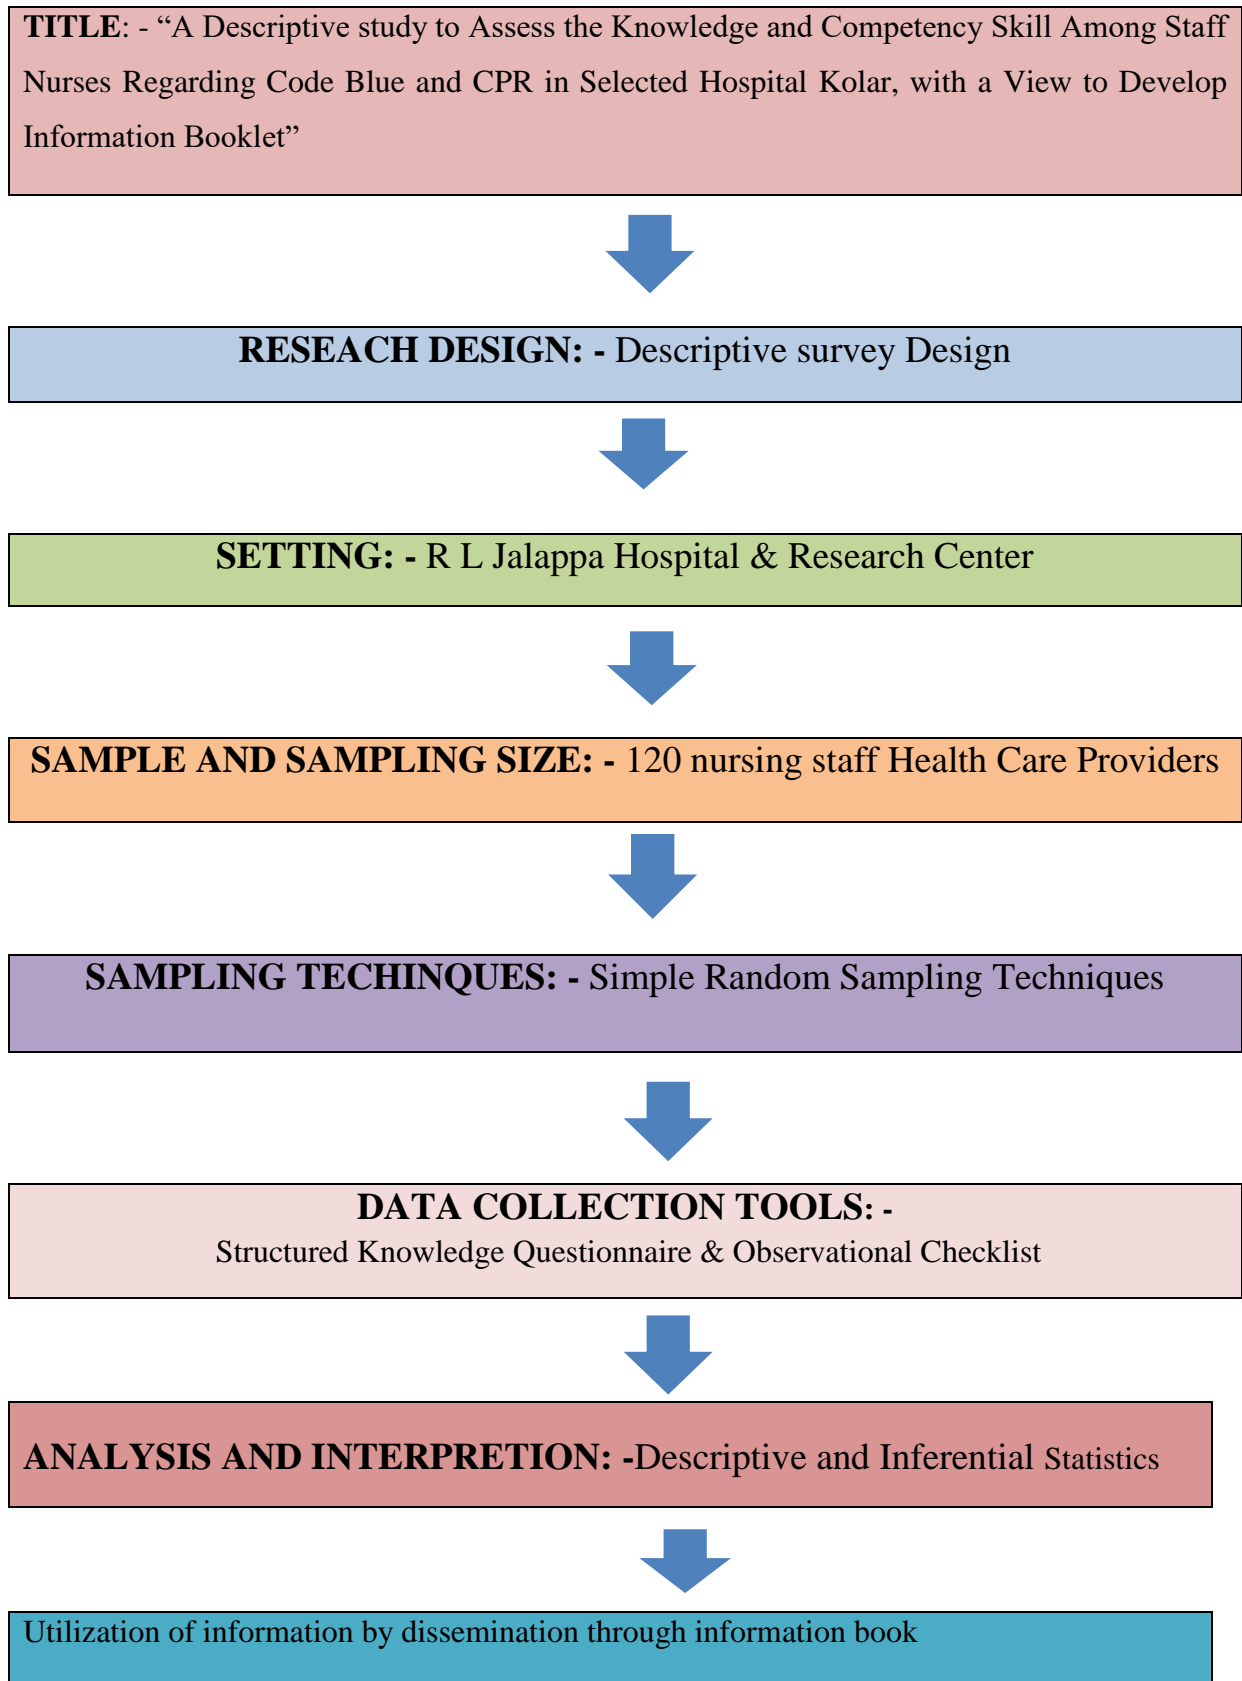 TITLE: - “A Descriptive study to Assess the Knowledge and Competency Skill Among Staff
Nurses Regarding Code Blue and CPR in Selected Hospital Kolar, with a View to Develop
Information Booklet”
RESEACH DESIGN: - Descriptive survey Design
SETTING: - R L Jalappa Hospital & Research Center
SAMPLE AND SAMPLING SIZE: - 120 nursing staff Health Care Providers
SAMPLING TECHINQUES: - Simple Random Sampling Techniques
DATA COLLECTION TOOLS: -
Structured Knowledge Questionnaire & Observational Checklist
ANALYSIS AND INTERPRETION: -Descriptive and Inferential Statistics
Utilization of information by dissemination through information book